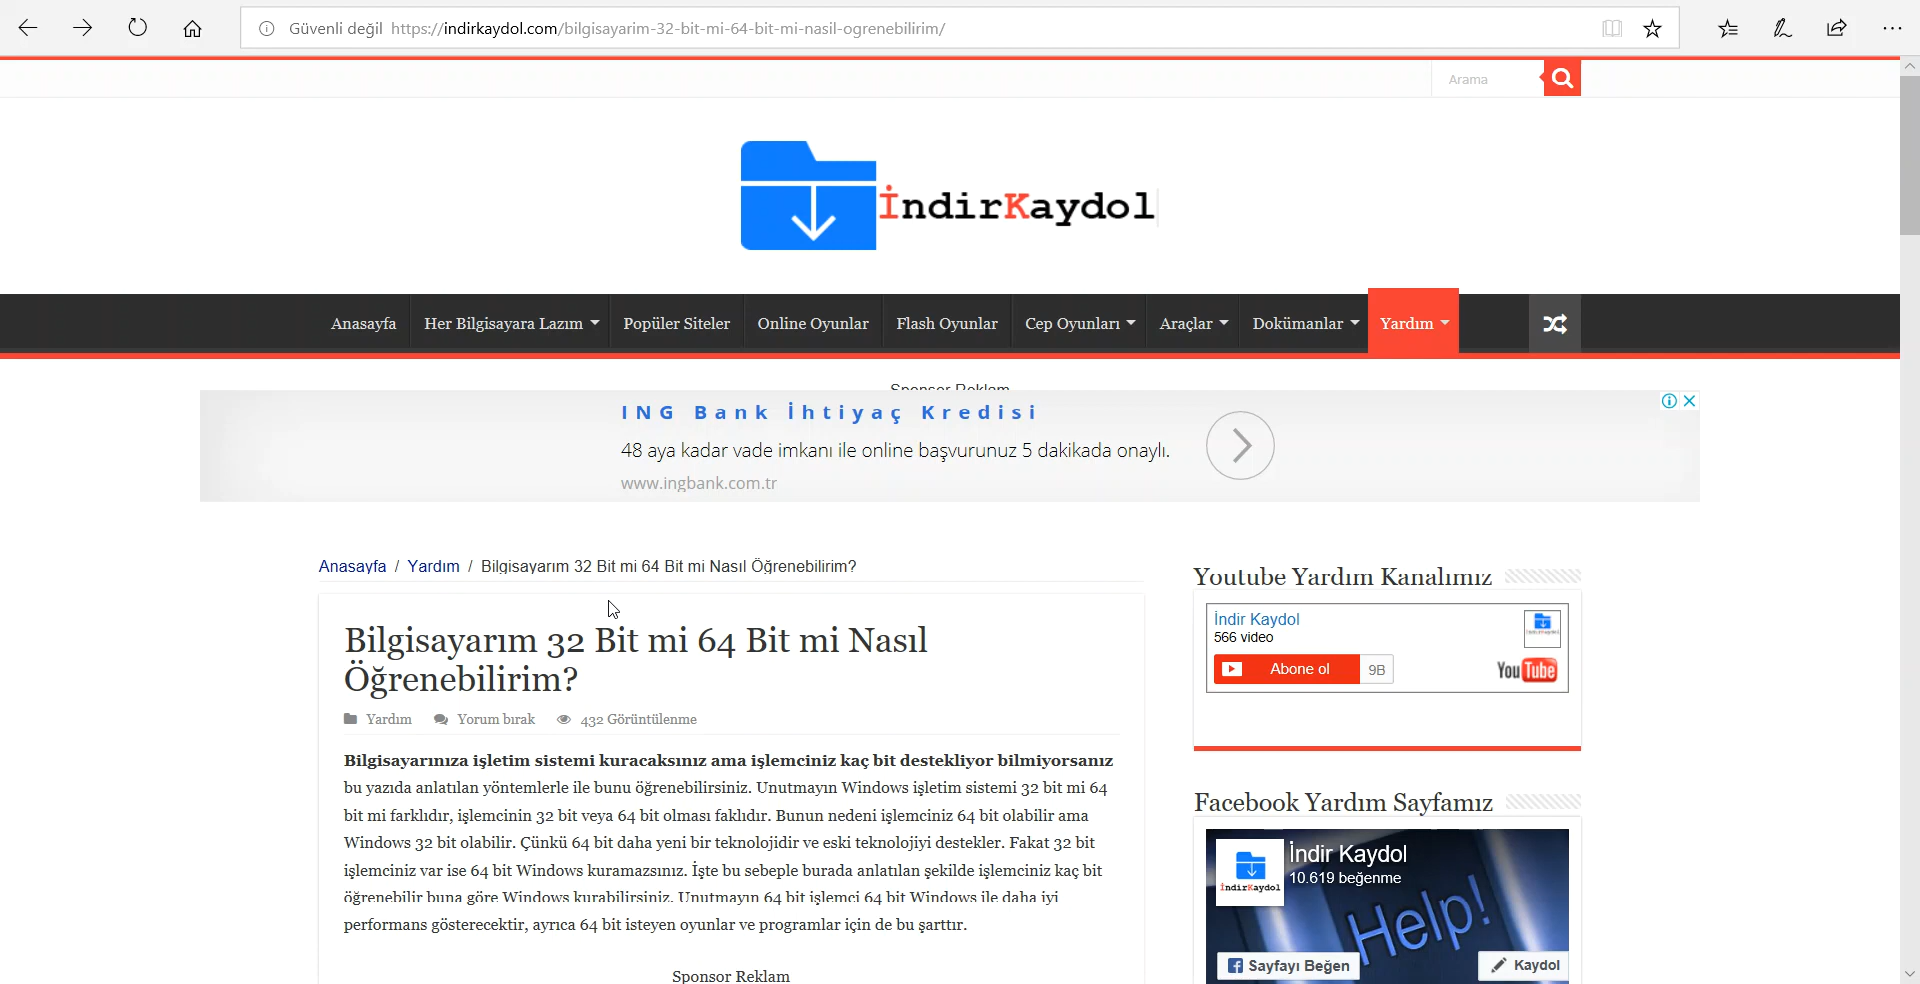 Güvenli değil https://indirkaydol.com/bilgisayarim-32-bit-mi-64-bit-mi-nasil-ogrenebilirim/
Arama
İndirKaydol
Anasayfa Her Bilgisayara Lazım Popüler Siteler Online Oyunlar Flash Oyunlar Cep Oyunları Araçlar Dokümanlar Yardım
Sponsor Reklam
ING Bank İhtiyaç Kredisi
48 aya kadar vade imkanı ile online başvurunuz 5 dakikada onaylı.
www.ingbank.com.tr
Anasayfa / Yardım / Bilgisayarım 32 Bit mi 64 Bit mi Nasıl Öğrenebilirim?
Bilgisayarım 32 Bit mi 64 Bit mi Nasıl
Öğrenebilirim?
Yardım Yorum bırak 432 Görüntülenme
Bilgisayarınıza işletim sistemi kuracaksınız ama işlemciniz kaç bit destekliyor bilmiyorsanız
bu yazıda anlatılan yöntemlerle ile bunu öğrenebilirsiniz. Unutmayın Windows işletim sistemi 32 bit mi 64
bit mi farklıdır, işlemcinin 32 bit veya 64 bit olması faklıdır. Bunun nedeni işlemciniz 64 bit olabilir ama
Windows 32 bit olabilir. Çünkü 64 bit daha yeni bir teknolojidir ve eski teknolojiyi destekler. Fakat 32 bit
işlemciniz var ise 64 bit Windows kuramazsınız. İşte bu sebeple burada anlatılan şekilde işlemciniz kaç bit
öğrenebilir buna göre Windows kurabilirsiniz. Unutmayın 64 bit işlemci 64 bit Windows ile daha iyi
performans gösterecektir, ayrıca 64 bit isteyen oyunlar ve programlar için de bu şarttır.
Sponsor Reklam
Youtube Yardım Kanalımız
İndir Kaydol
566 video
Abone ol 9B
YouTube
Facebook Yardım Sayfamız
İndir Kaydol
10.619 beğenme
İndirKaydol
Help!
Sayfayı Beğen
Kaydol